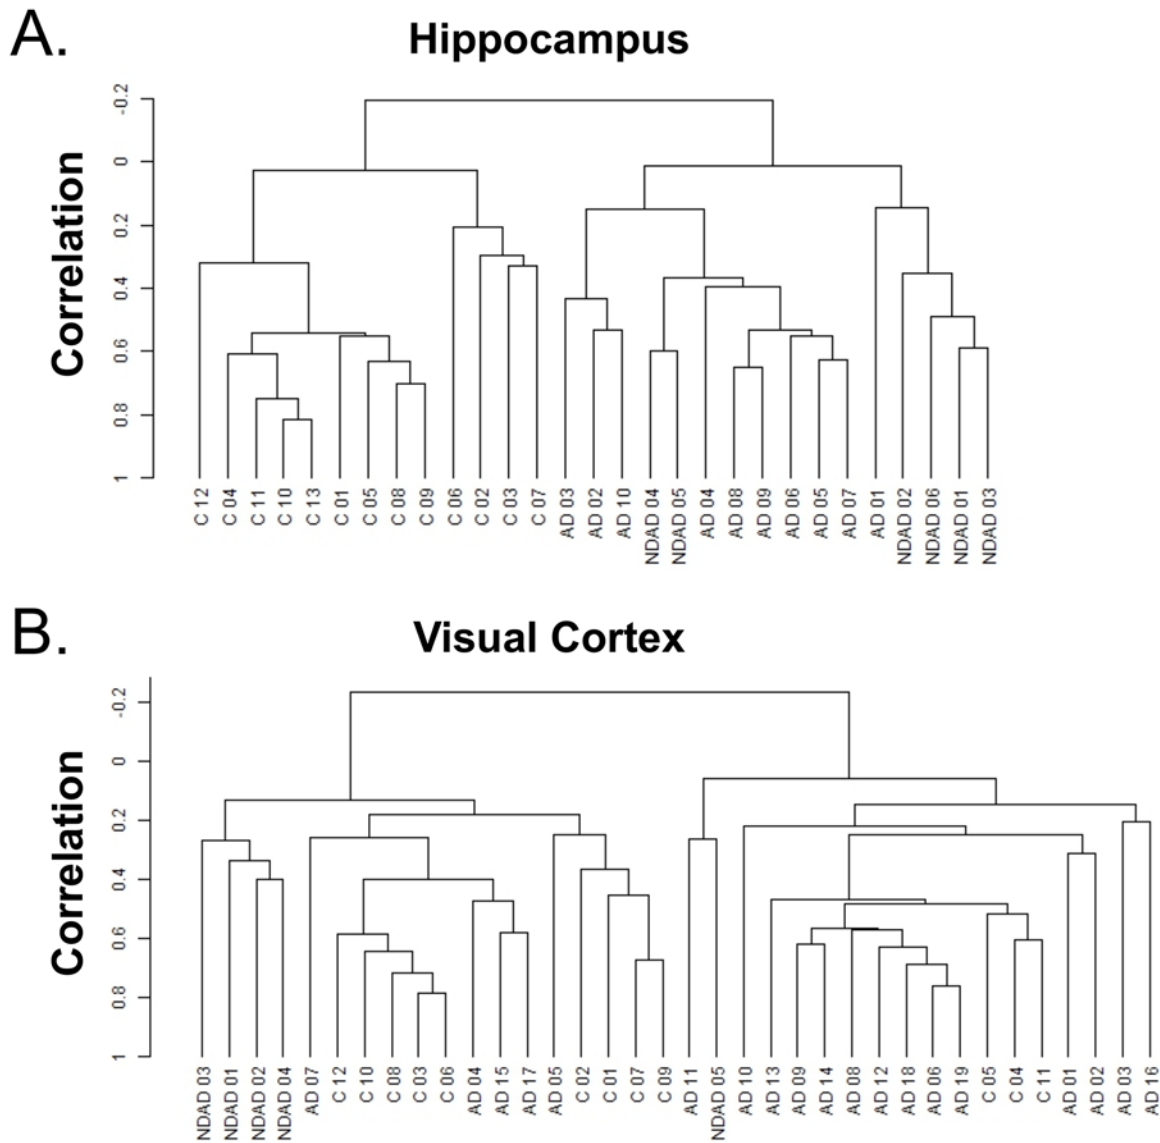 A.
Hippocampus
Correlation
-0.2
0
0.2
0.4
0.6
0.8
1
C 12
C 04
C 11
C 10
C 13
C 01
C 05
C 08
C 09
C 06
C 02
C 03
C 07
AD 03
AD 02
AD 10
NDAD 04
NDAD 05
AD 04
AD 08
AD 09
AD 06
AD 05
AD 07
AD 01
NDAD 02
NDAD 06
NDAD 01
NDAD 03
B.
Visual Cortex
Correlation
-0.2
0
0.2
0.4
0.6
0.8
1
NDAD 03
NDAD 01
NDAD 02
NDAD 04
AD 07
C 12
C 10
C 08
C 03
C 06
AD 04
AD 15
AD 17
AD 05
C 02
C 01
C 07
C 09
AD 11
NDAD 05
AD 10
AD 13
AD 09
AD 14
AD 08
AD 12
AD 18
AD 06
AD 19
C 05
C 04
C 11
AD 01
AD 02
AD 03
AD 16